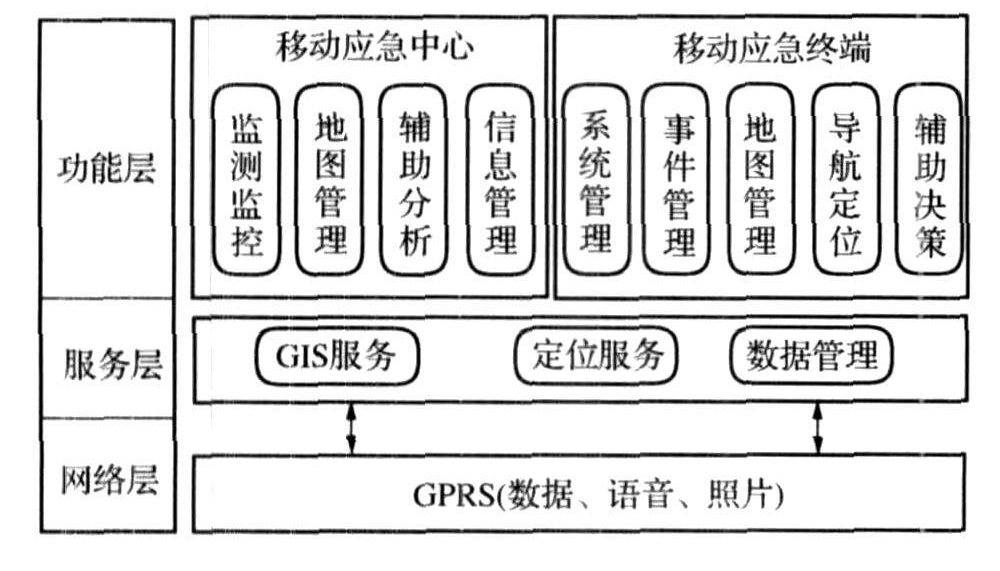 功能层
移动应急中心
监测监控
地图管理
辅助分析
信息管理
移动应急终端
系统管理
事件管理
地图管理
导航定位
辅助决策
服务层
GIS服务
定位服务
数据管理
网络层
GPRS(数据、语音、照片)